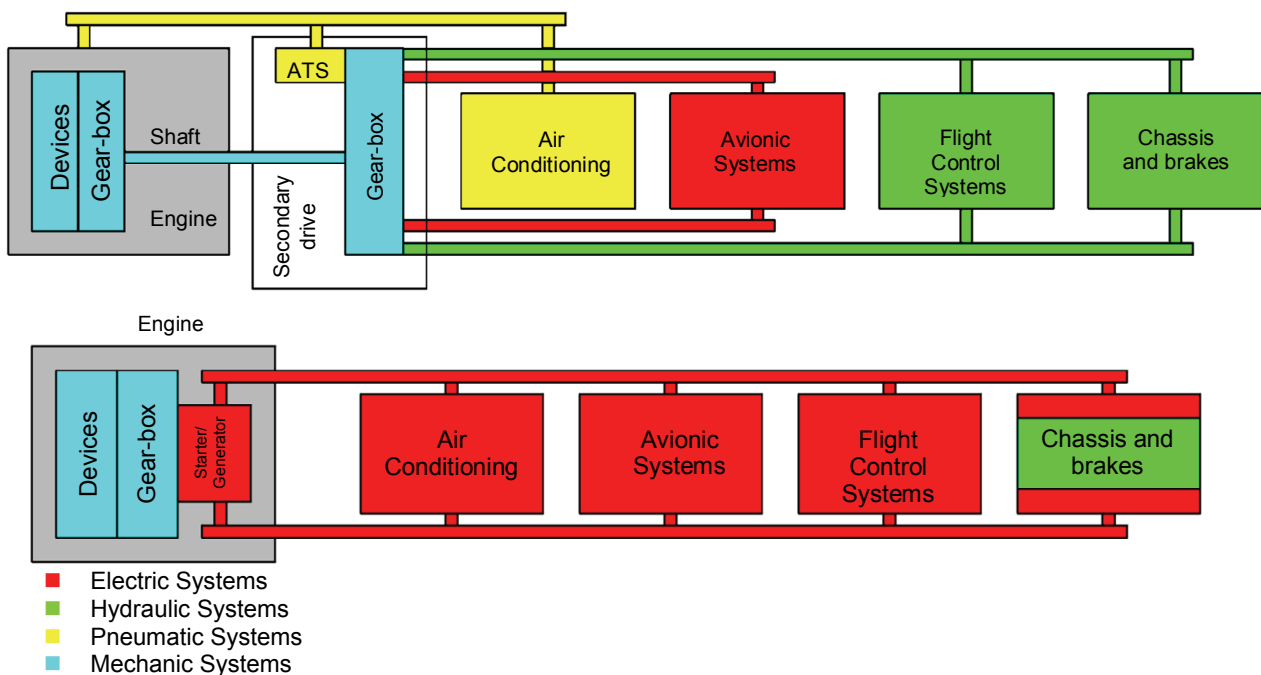 ATS
Devices
Gear-box
Shaft
Engine
Secondary
drive
Gear-box
Air
Conditioning
Avionic
Systems
Flight
Control
Systems
Chassis
and brakes
Engine
Devices
Gear-box
Starter/
Generator
Air
Conditioning
Avionic
Systems
Flight
Control
Systems
Chassis and
brakes
Electric Systems
Hydraulic Systems
Pneumatic Systems
Mechanic Systems